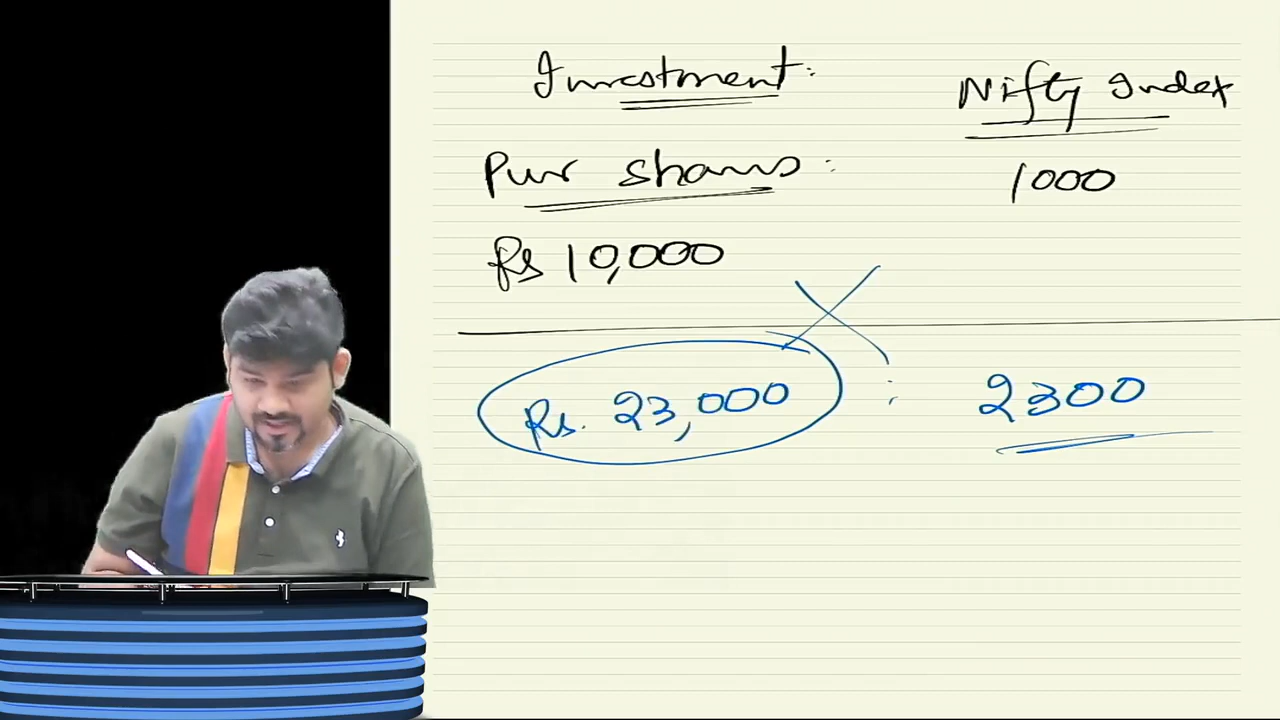 Investment:
Nifty Index
Pur shares:
1000
Rs 10,000
Rs. 23,000 : 2300